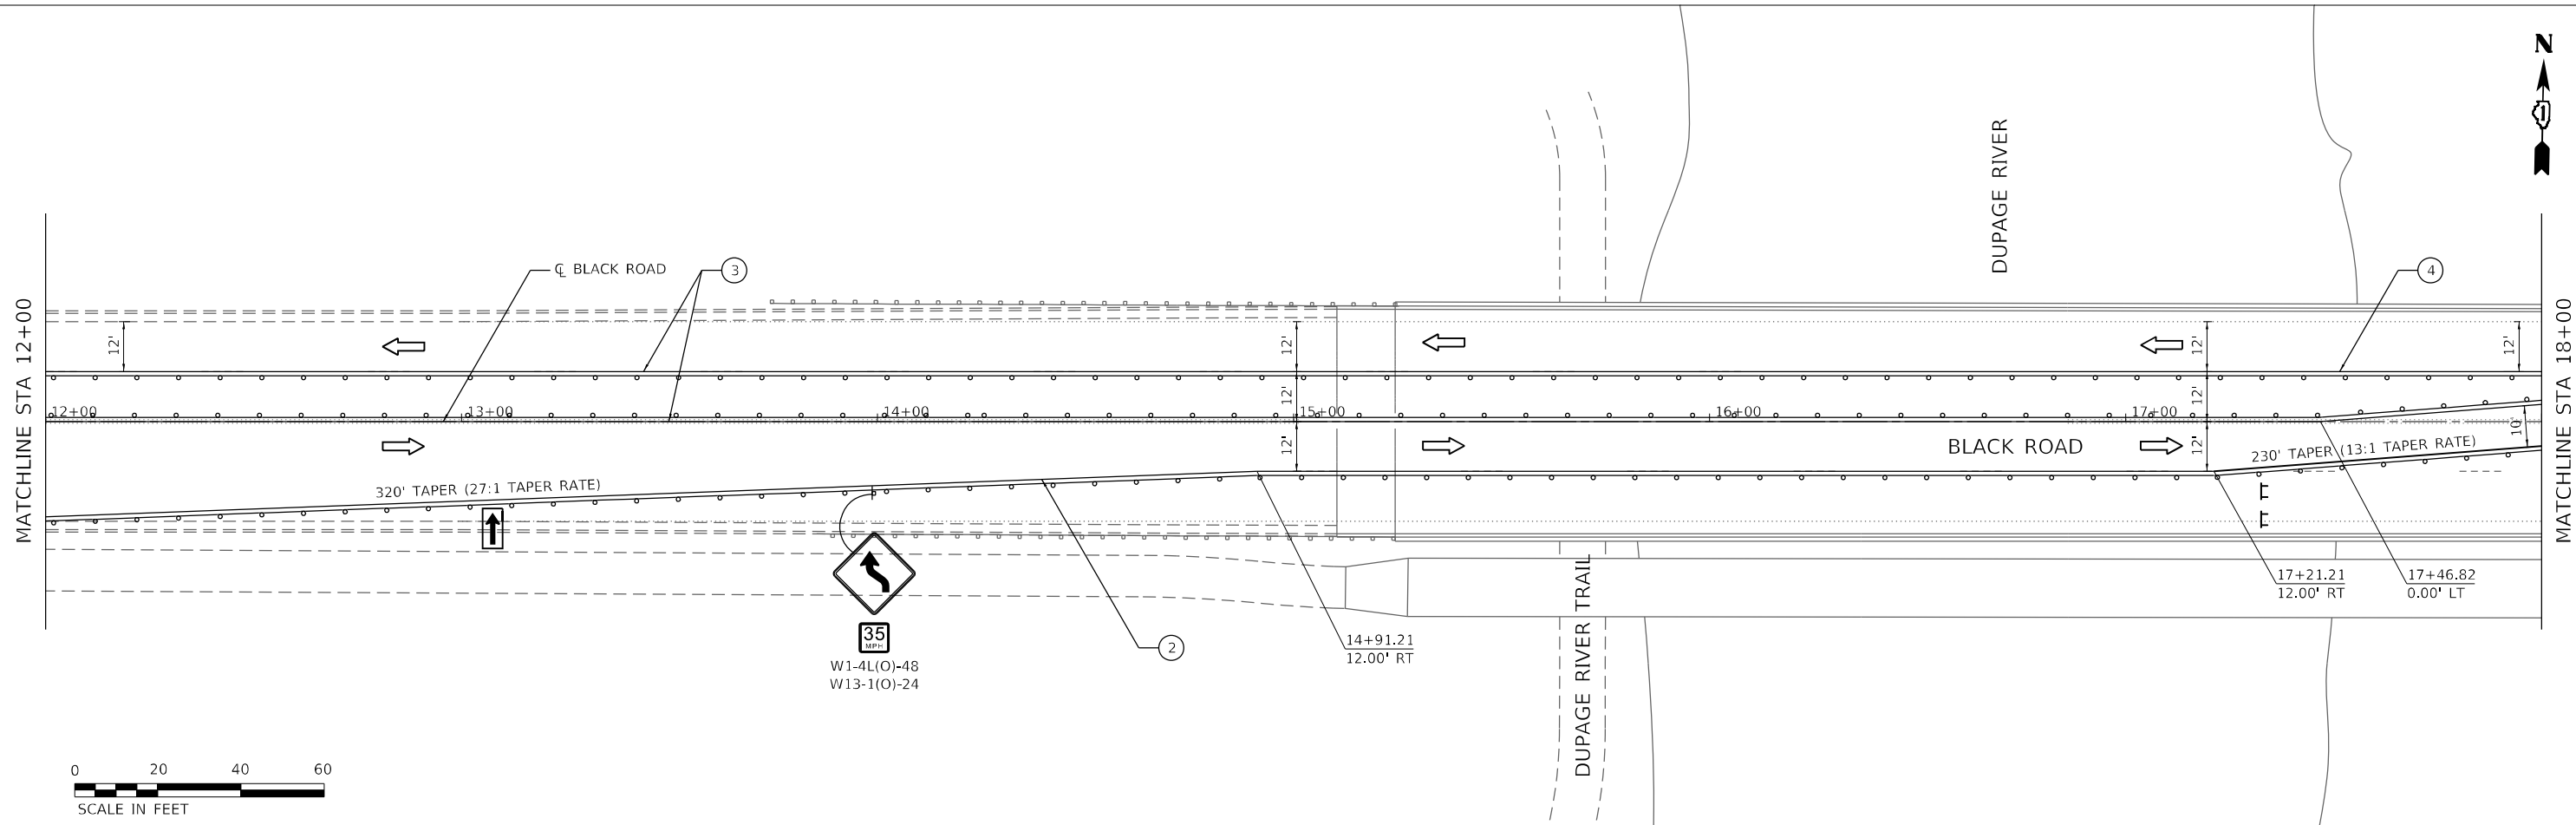 N
DUPAGE RIVER
℄ BLACK ROAD
3
4
MATCHLINE STA 12+00
MATCHLINE STA 18+00
12'
12'
12'
12'
12'
12'
12'
12'
12+00
13+00
14+00
15+00
16+00
17+00
10'
BLACK ROAD
230' TAPER (13:1 TAPER RATE)
320' TAPER (27:1 TAPER RATE)
E
E
17+21.21
12.00' RT
17+46.82
0.00' LT
DUPAGE RIVER TRAIL
35
MPH
W1-4L(O)-48
W13-1(O)-24
2
14+91.21
12.00' RT
0 20 40 60
SCALE IN FEET